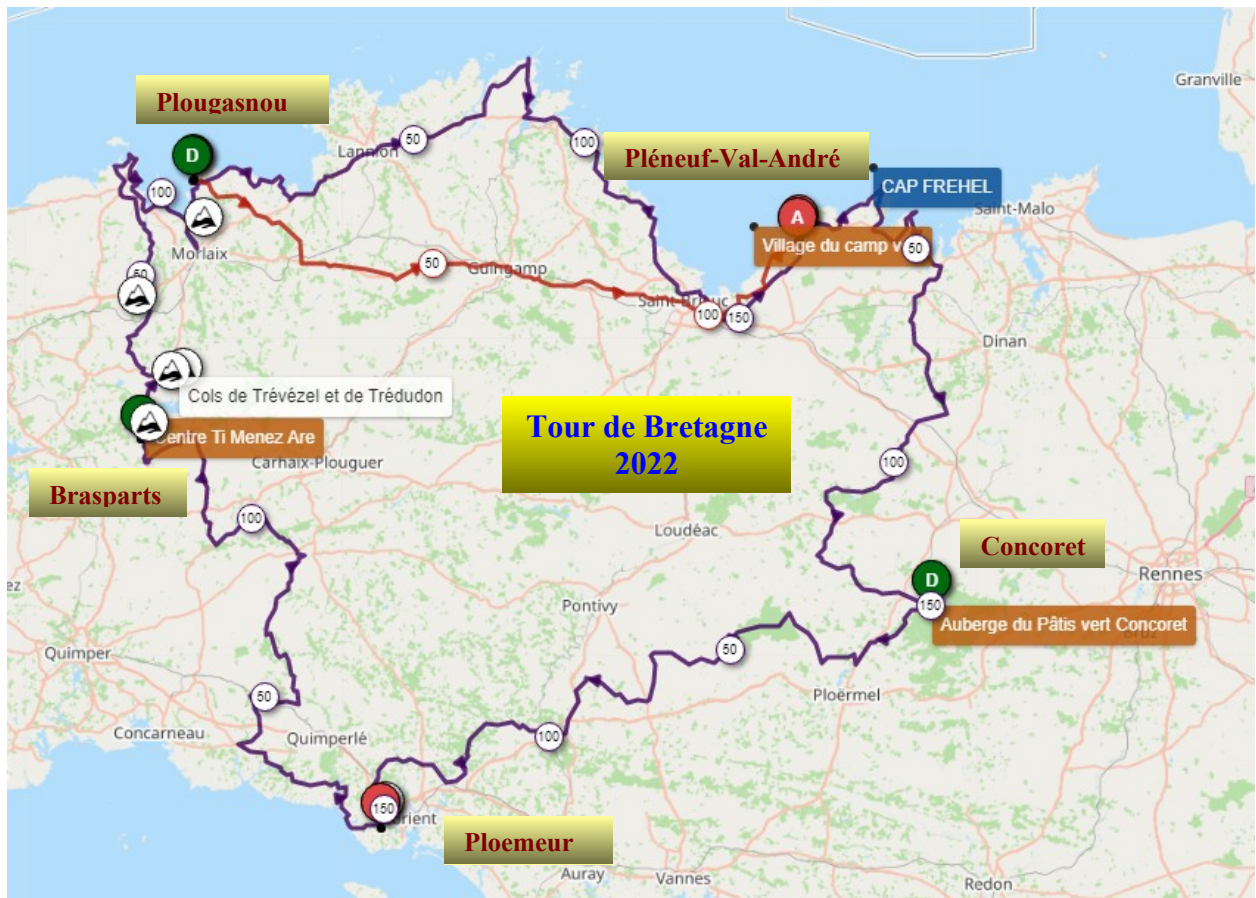 Granville
Plougasnou
D
50
100
Lannion
Pléneuf-Val-André
CAP FREHEL
100
Saint-Malo
A
Village du camp v
50
Morlaix
50
50
Guingamp
Saint-Brieuc
100
150
Dinan
Cols de Trévézel et de Trédudon
Tour de Bretagne
2022
Centre Ti Menez Are
Carhaix-Plouguer
100
Brasparts
100
Loudéac
Concoret
D
Rennes
150
Auberge du Pâtis vert Concoret
Pontivy
Quimper
50
50
Ploërmel
Concarneau
Quimperlé
100
150
Ploemeur
Auray
Vannes
Redon